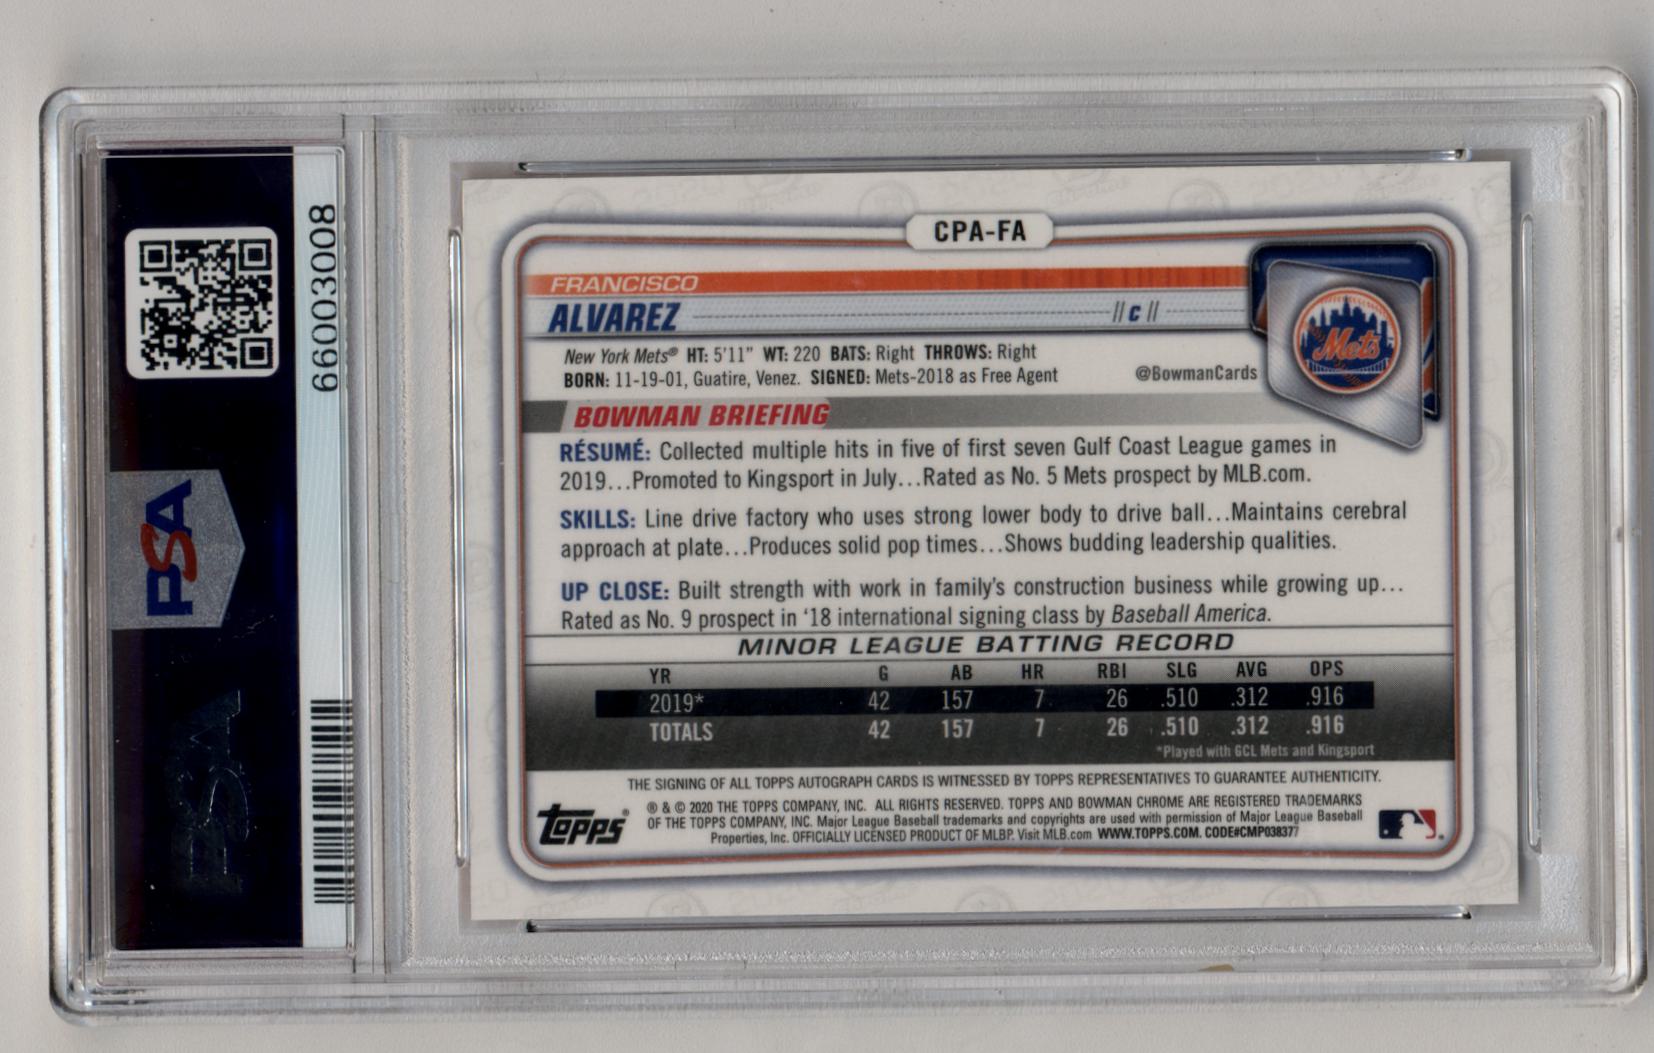 66003008
PSA
PSA
CPA-FA
FRANCISCO
ALVAREZ // C //
New York Mets® HT: 5'11" WT: 220 BATS: Right THROWS: Right
BORN: 11-19-01, Guatire, Venez. SIGNED: Mets-2018 as Free Agent
@BowmanCards
Mets
BOWMAN BRIEFING
RÉSUMÉ: Collected multiple hits in five of first seven Gulf Coast League games in
2019...Promoted to Kingsport in July...Rated as No. 5 Mets prospect by MLB.com.
SKILLS: Line drive factory who uses strong lower body to drive ball...Maintains cerebral
approach at plate...Produces solid pop times...Shows budding leadership qualities.
UP CLOSE: Built strength with work in family's construction business while growing up...
Rated as No. 9 prospect in '18 international signing class by Baseball America.
MINOR LEAGUE BATTING RECORD
YR G AB HR RBI SLG AVG OPS
2019* 42 157 7 26 .510 .312 .916
TOTALS 42 157 7 26 .510 .312 .916
*Played with GCL Mets and Kingsport
THE SIGNING OF ALL TOPPS AUTOGRAPH CARDS IS WITNESSED BY TOPPS REPRESENTATIVES TO GUARANTEE AUTHENTICITY.
topps®
® & © 2020 THE TOPPS COMPANY, INC. ALL RIGHTS RESERVED. TOPPS AND BOWMAN CHROME ARE REGISTERED TRADEMARKS
OF THE TOPPS COMPANY, INC. Major League Baseball trademarks and copyrights are used with permission of Major League Baseball
Properties, Inc. OFFICIALLY LICENSED PRODUCT OF MLBP. Visit MLB.com WWW.TOPPS.COM. CODE#CMP038377